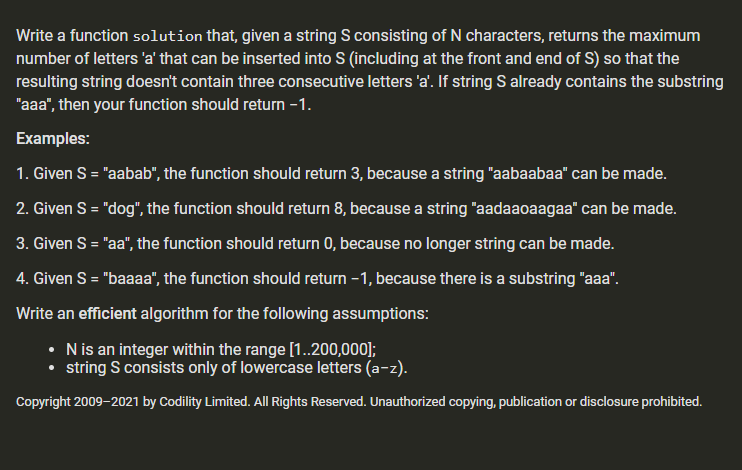 Write a function solution that, given a string S consisting of N characters, returns the maximum
number of letters 'a' that can be inserted into S (including at the front and end of S) so that the
resulting string doesn't contain three consecutive letters 'a'. If string S already contains the substring
"aaa", then your function should return −1.
Examples:
1. Given S = "aabab", the function should return 3, because a string "aabaabaa" can be made.
2. Given S = "dog", the function should return 8, because a string "aadaaoaagaa" can be made.
3. Given S = "aa", the function should return 0, because no longer string can be made.
4. Given S = "baaaa", the function should return −1, because there is a substring "aaa".
Write an efficient algorithm for the following assumptions:
• N is an integer within the range [1..200,000];
• string S consists only of lowercase letters (a−z).
Copyright 2009–2021 by Codility Limited. All Rights Reserved. Unauthorized copying, publication or disclosure prohibited.